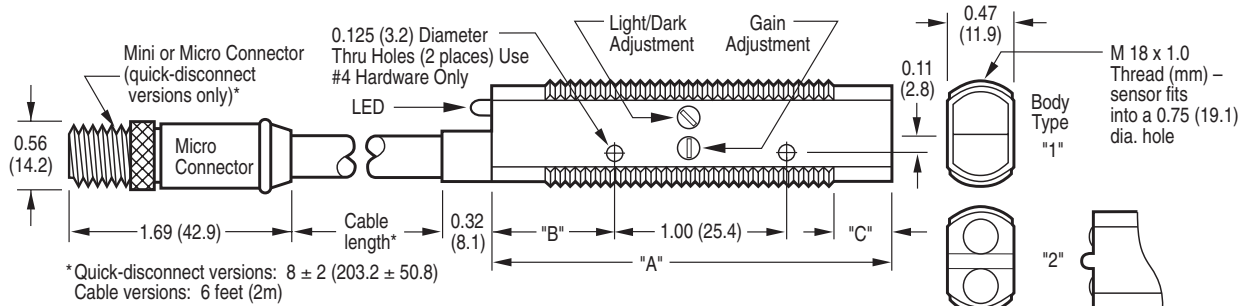 Mini or Micro Connector
(quick-disconnect
versions only)*
0.125 (3.2) Diameter
Thru Holes (2 places) Use
#4 Hardware Only
LED
Light/Dark
Adjustment
Gain
Adjustment
0.47
(11.9)
0.11
(2.8)
M 18 x 1.0
Thread (mm) –
sensor fits
into a 0.75 (19.1)
dia. hole
Body
Type
"1"
0.56
(14.2)
Micro
Connector
1.69 (42.9)
Cable
length*
0.32
(8.1)
"B"
1.00 (25.4)
"C"
"A"
"2"
*Quick-disconnect versions: 8 ± 2 (203.2 ± 50.8)
Cable versions: 6 feet (2m)